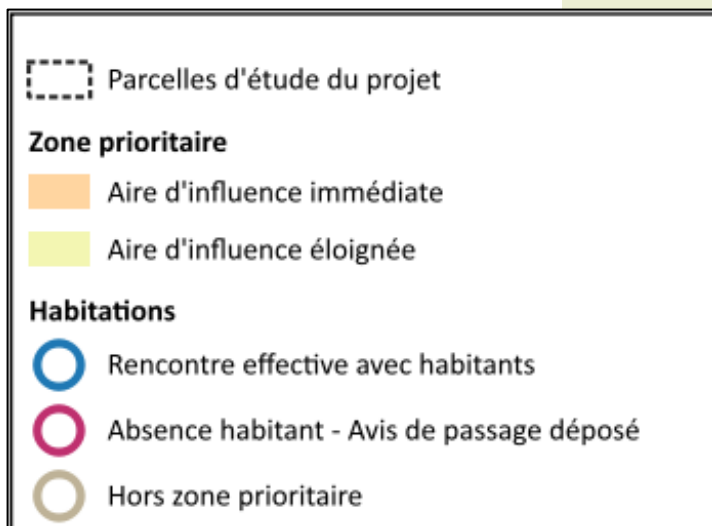 Parcelles d'étude du projet
Zone prioritaire
Aire d'influence immédiate
Aire d'influence éloignée
Habitations
Rencontre effective avec habitants
Absence habitant - Avis de passage déposé
Hors zone prioritaire